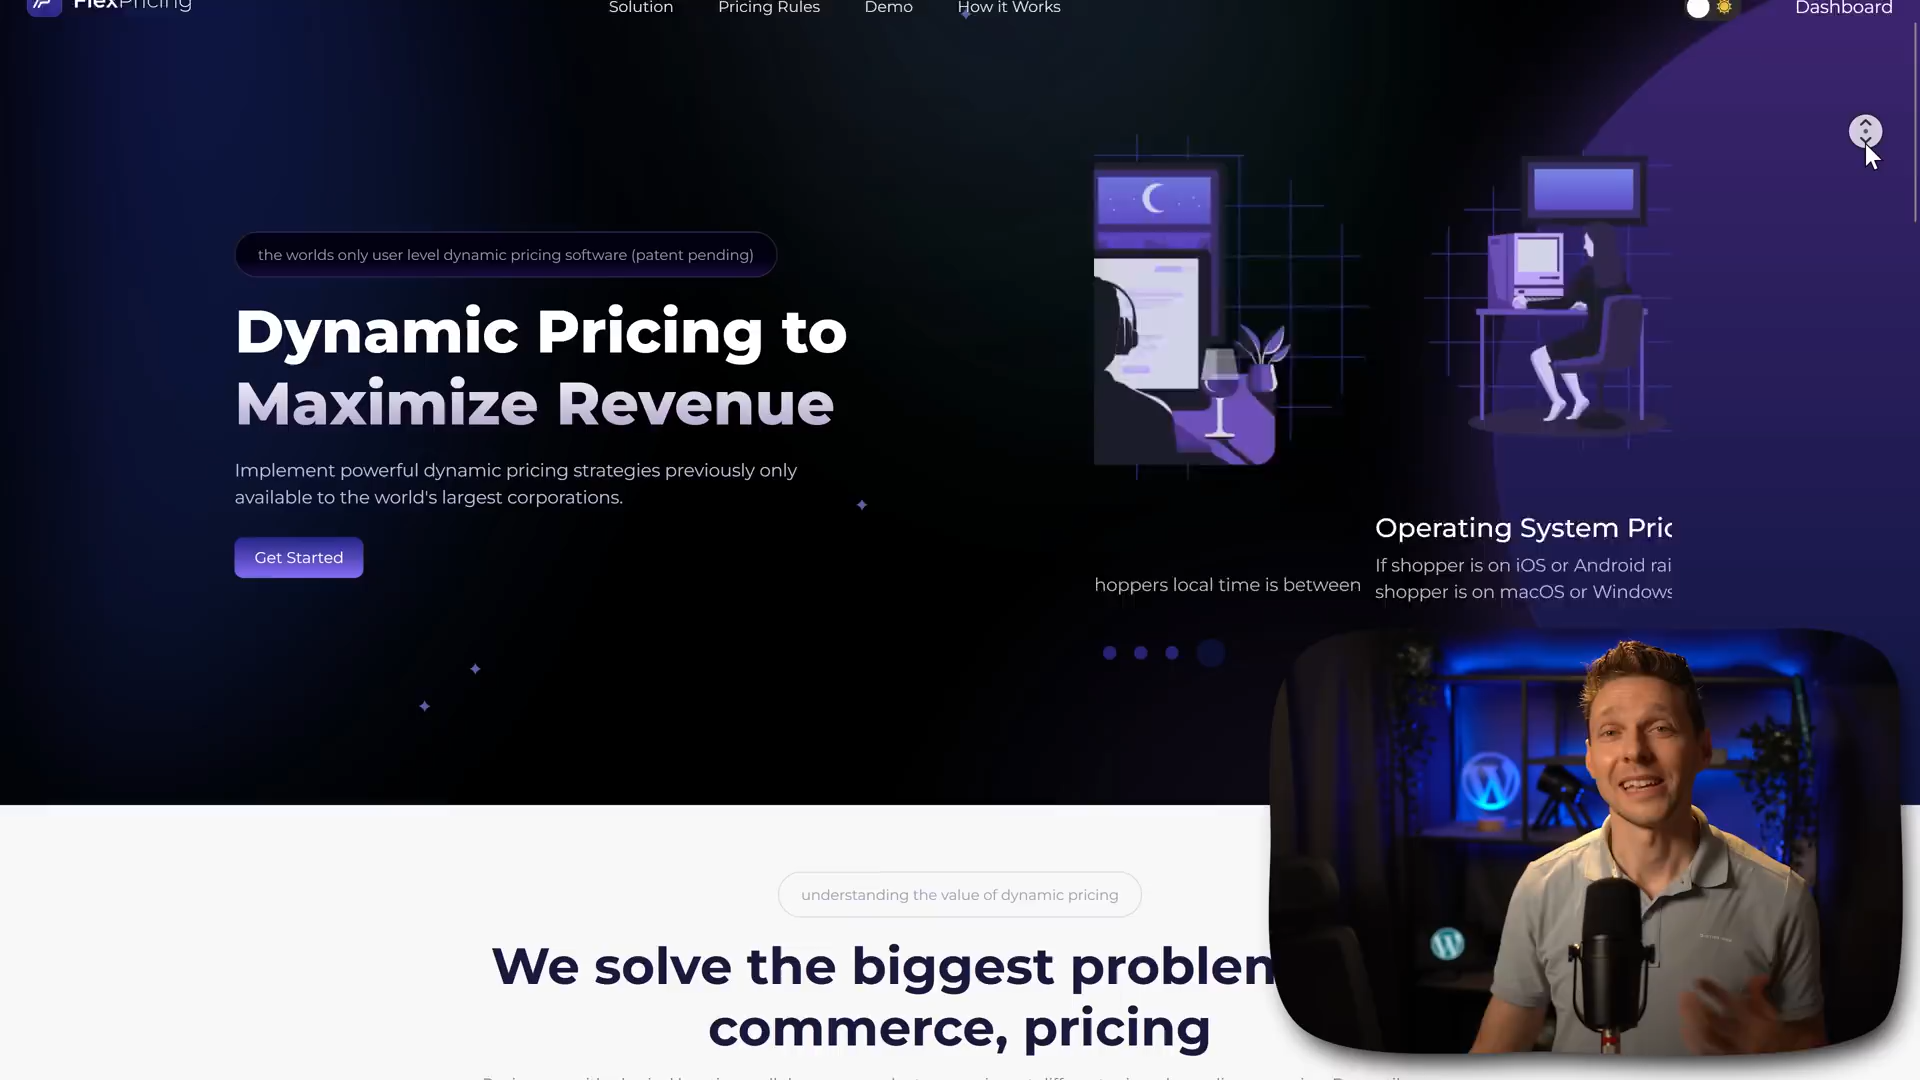 FlexPricing
Solution
Pricing Rules
Demo
How it Works
Dashboard
the worlds only user level dynamic pricing software (patent pending)
Dynamic Pricing to
Maximize Revenue
Implement powerful dynamic pricing strategies previously only
available to the world's largest corporations.
Get Started
hoppers local time is between
Operating System Pric
If shopper is on iOS or Android rai
shopper is on macOS or Windows
understanding the value of dynamic pricing
We solve the biggest problem
commerce, pricing